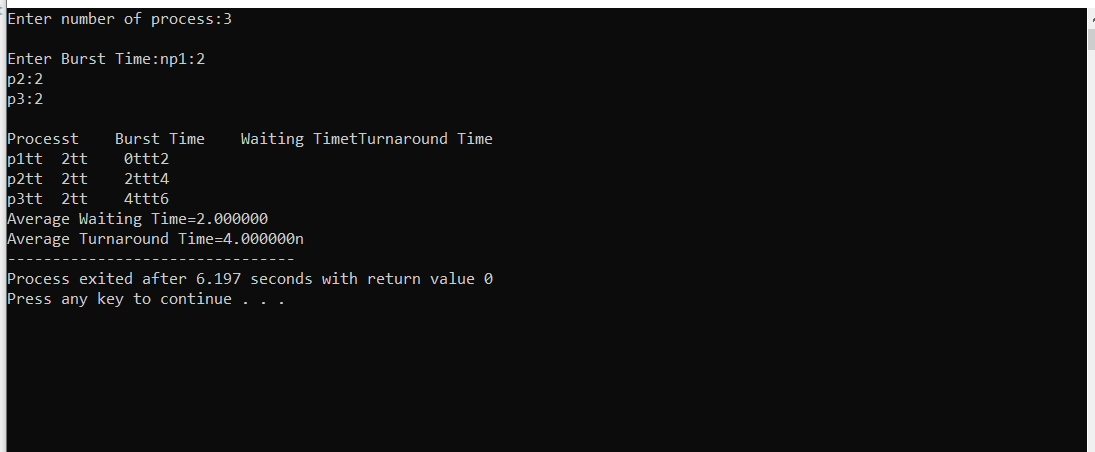 Enter number of process:3
Enter Burst Time:np1:2
p2:2
p3:2
Processt    Burst Time    Waiting TimetTurnaround Time
p1tt  2tt    0ttt2
p2tt  2tt    2ttt4
p3tt  2tt    4ttt6
Average Waiting Time=2.000000
Average Turnaround Time=4.000000n
--------------------------------
Process exited after 6.197 seconds with return value 0
Press any key to continue . . .